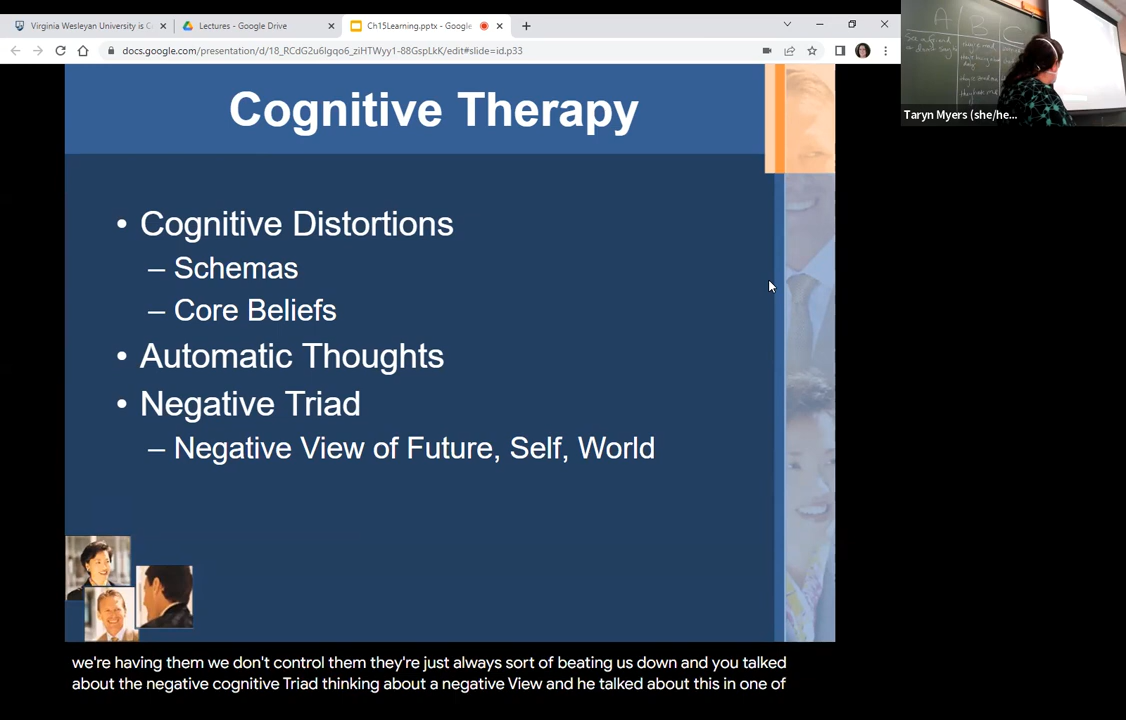 Virginia Wesleyan University is C
Lectures - Google Drive
Ch15Learning.pptx - Google
docs.google.com/presentation/d/18_RCdG2u6Igqo6_ziHTWyy1-88GspLkK/edit#slide=id.p33
A B C
Taryn Myers (she/he...
Cognitive Therapy
• Cognitive Distortions
– Schemas
– Core Beliefs
• Automatic Thoughts
• Negative Triad
– Negative View of Future, Self, World
we're having them we don't control them they're just always sort of beating us down and you talked
about the negative cognitive Triad thinking about a negative View and he talked about this in one of